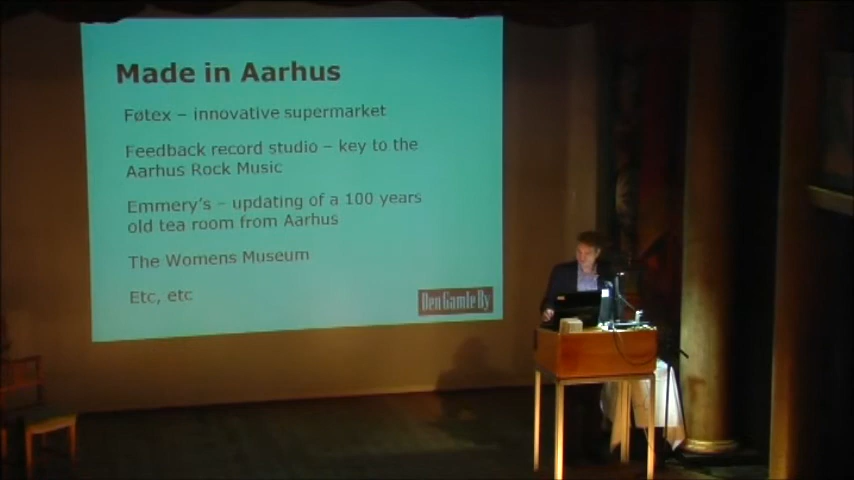 Made in Aarhus
Føtex – innovative supermarket
Feedback record studio – key to the
Aarhus Rock Music
Emmery's – updating of a 100 years
old tea room from Aarhus
The Womens Museum
Etc, etc
Den Gamle By